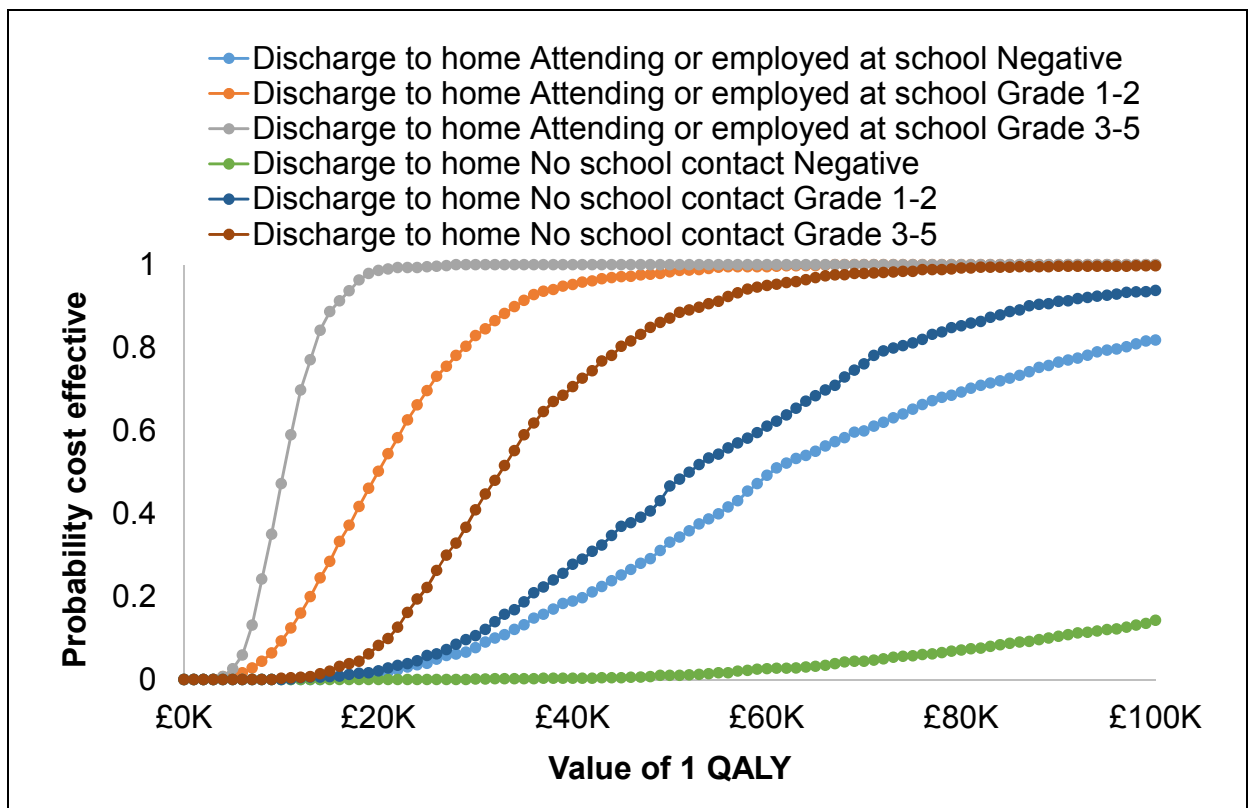 Discharge to home Attending or employed at school Negative
Discharge to home Attending or employed at school Grade 1-2
Discharge to home Attending or employed at school Grade 3-5
Discharge to home No school contact Negative
Discharge to home No school contact Grade 1-2
Discharge to home No school contact Grade 3-5
1
0.8
0.6
0.4
0.2
0
Probability cost effective
£0K £20K £40K £60K £80K £100K
Value of 1 QALY